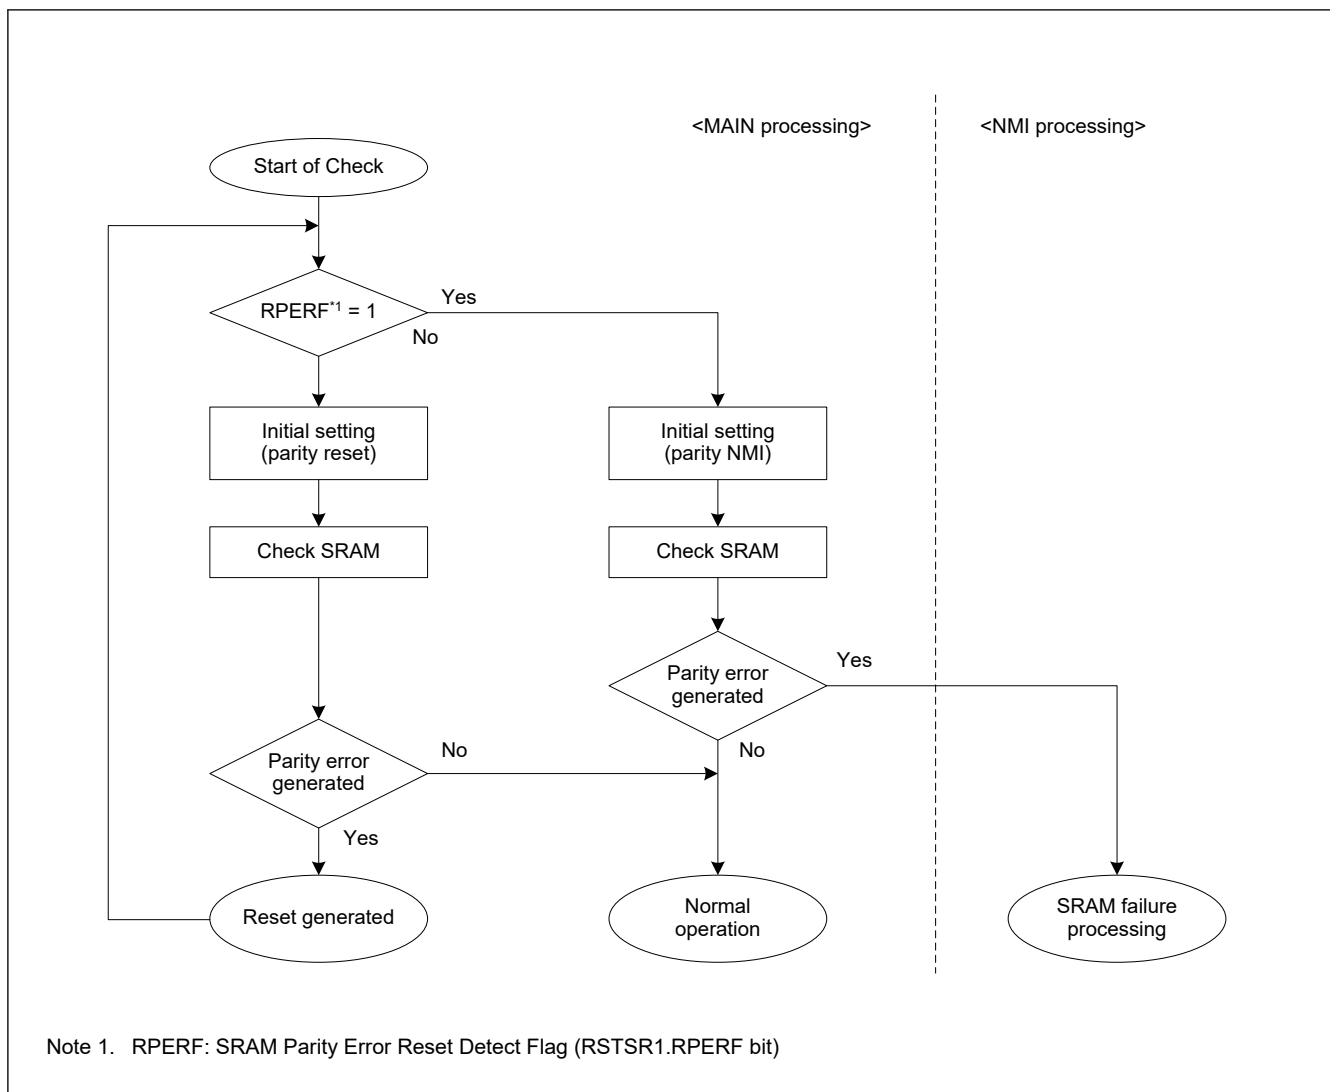 <MAIN processing>
<NMI processing>
Start of Check
RPERF*1 = 1
Yes
No
Initial setting
(parity reset)
Initial setting
(parity NMI)
Check SRAM
Check SRAM
Parity error
generated
Yes
No
Parity error
generated
No
Yes
Reset generated
Normal
operation
SRAM failure
processing
Note 1. RPERF: SRAM Parity Error Reset Detect Flag (RSTSR1.RPERF bit)